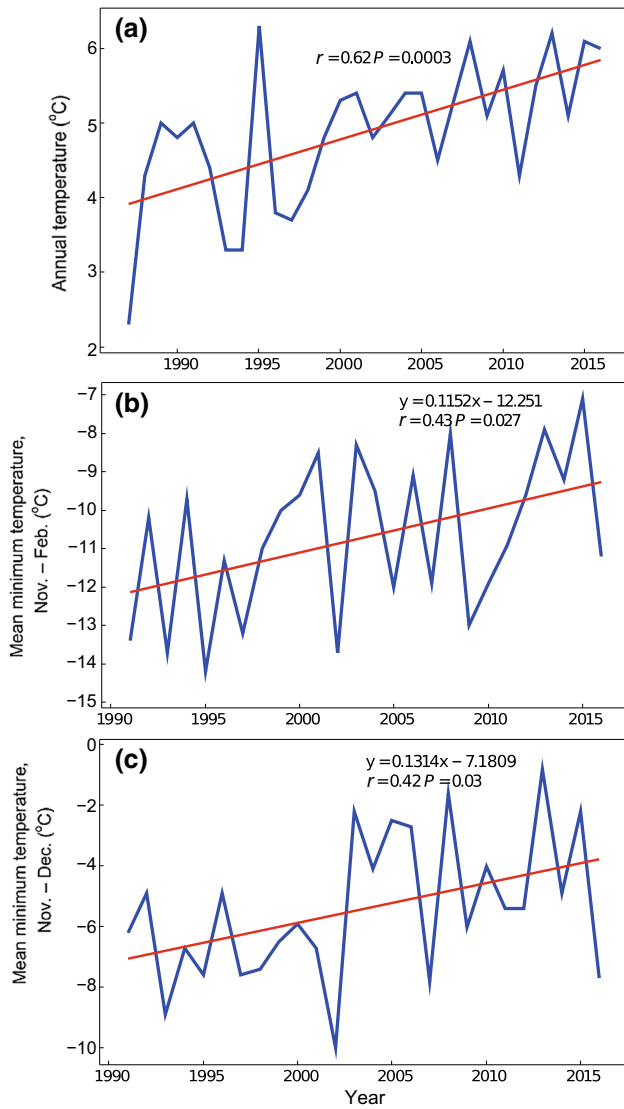 (a)
r = 0.62 P = 0.0003
Annual temperature (°C)
6
5
4
3
2
1990 1995 2000 2005 2010 2015
(b)
y = 0.1152x − 12.251
r = 0.43 P = 0.027
Mean minimum temperature,
Nov. – Feb. (°C)
−7
−8
−9
−10
−11
−12
−13
−14
−15
1990 1995 2000 2005 2010 2015
(c)
y = 0.1314x − 7.1809
r = 0.42 P = 0.03
Mean minimum temperature,
Nov. – Dec. (°C)
0
−2
−4
−6
−8
−10
1990 1995 2000 2005 2010 2015
Year